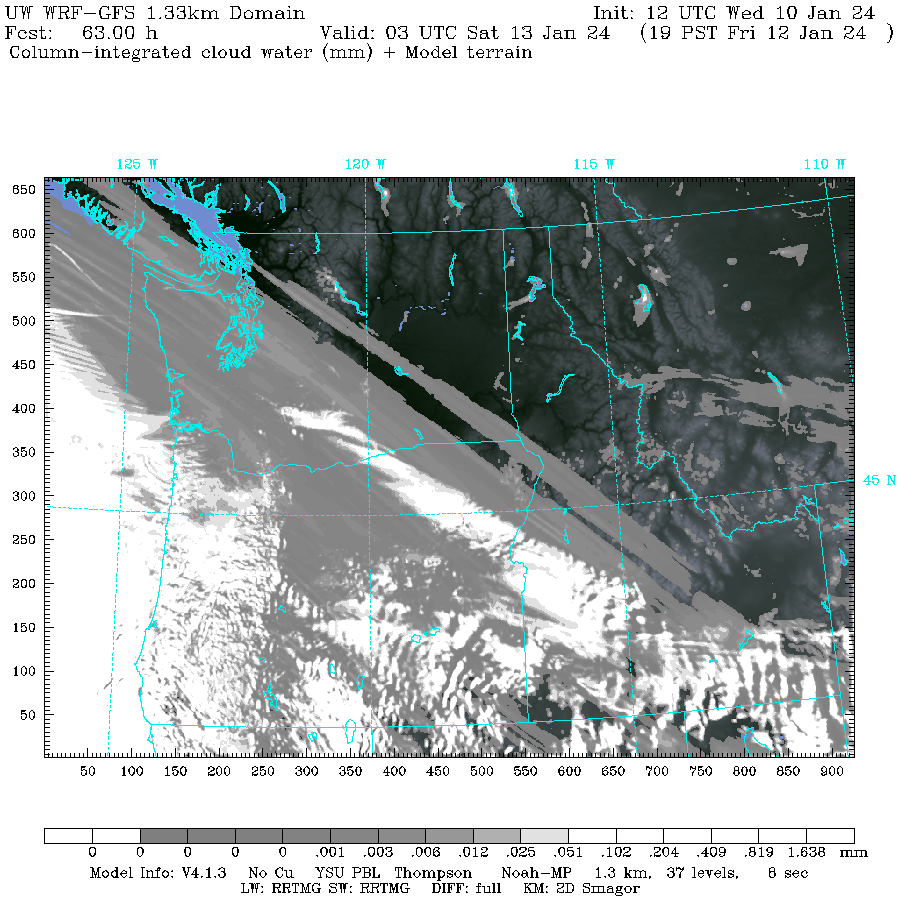 UW WRF-GFS 1.33km Domain Init: 12 UTC Wed 10 Jan 24
Fcst: 63.00 h Valid: 03 UTC Sat 13 Jan 24 (19 PST Fri 12 Jan 24 )
Column-integrated cloud water (mm) + Model terrain
125 W 120 W 115 W 110 W
650
600
550
500
450
400
350
45 N
300
250
200
150
100
50
50 100 150 200 250 300 350 400 450 500 550 600 650 700 750 800 850 900
0 0 0 0 0 .001 .003 .006 .012 .025 .051 .102 .204 .409 .819 1.638 mm
Model Info: V4.1.3 No Cu YSU PBL Thompson Noah-MP 1.3 km, 37 levels, 8 sec
LW: RRTMG SW: RRTMG DIFF: full KM: 2D Smagor